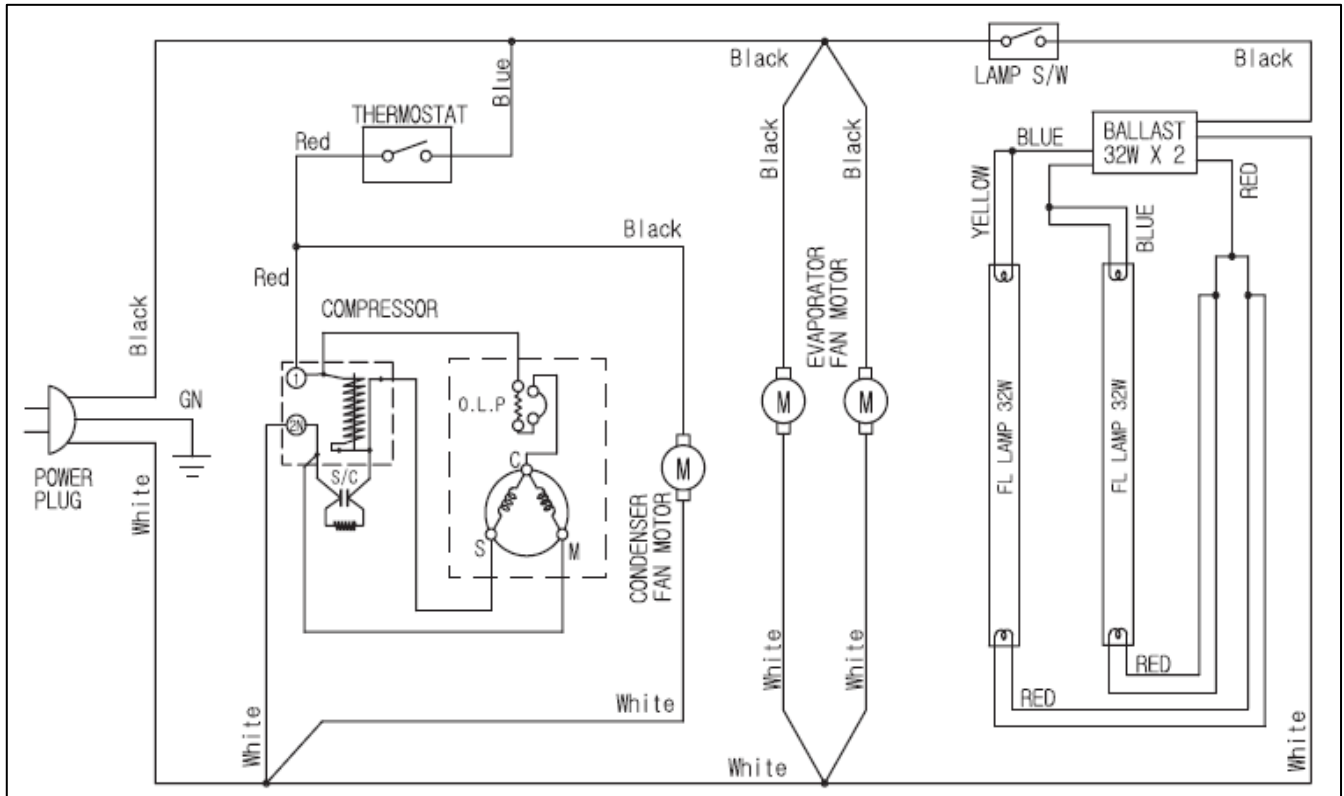 Black
LAMP S/W
Black
Blue
THERMOSTAT
Red
Black
Black
BLUE
BALLAST
32W X 2
YELLOW
BLUE
RED
Black
Red
COMPRESSOR
Black
EVAPORATOR
FAN MOTOR
1
O.L.P
M
M
GN
2N
POWER
PLUG
S/C
C
M
FL LAMP 32W
FL LAMP 32W
White
S
M
CONDENSER
FAN MOTOR
White
White
White
White
RED
RED
White
White
White